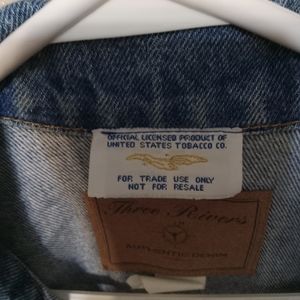 OFFICIAL LICENSED PRODUCT OF
UNITED STATES TOBACCO CO.
FOR TRADE USE ONLY
NOT FOR RESALE
Three Rivers
AUTHENTIC DENIM